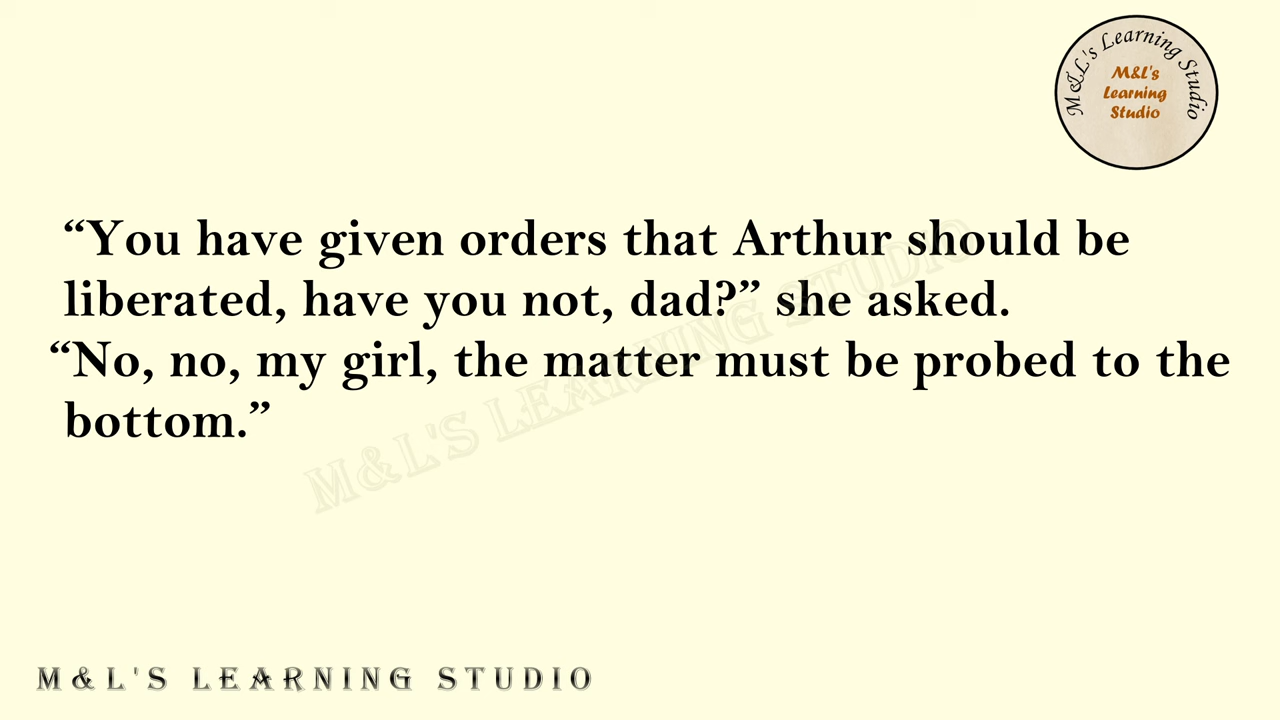 M&L's Learning Studio
M&L's
Learning
Studio
“You have given orders that Arthur should be
liberated, have you not, dad?” she asked.
“No, no, my girl, the matter must be probed to the
bottom.”
M&L'S LEARNING STUDIO
M&L'S LEARNING STUDIO